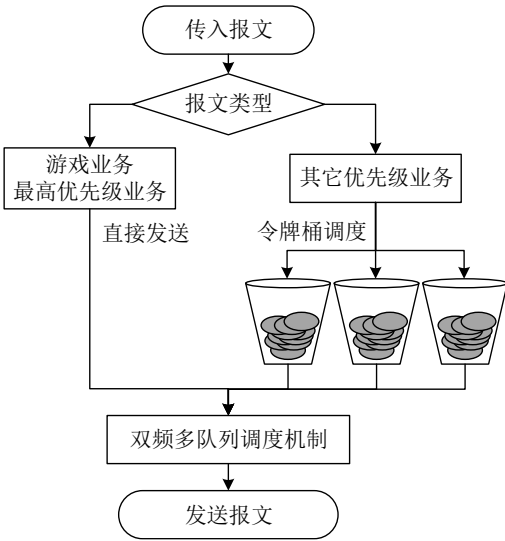 传入报文
报文类型
游戏业务
最高优先级业务
其它优先级业务
直接发送
令牌桶调度
双频多队列调度机制
发送报文